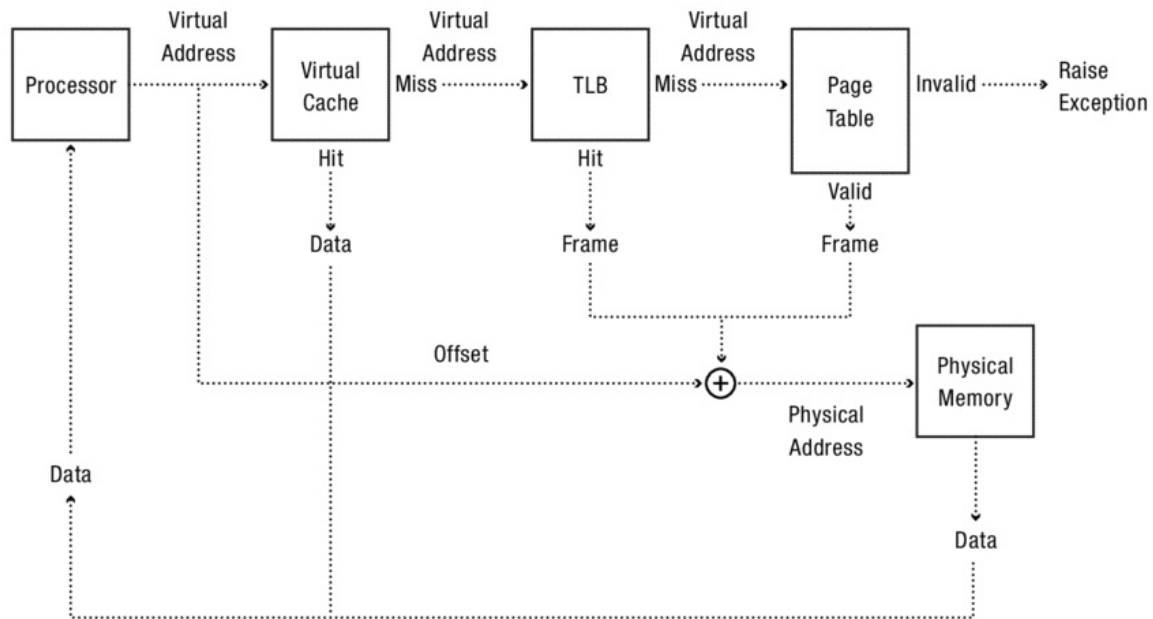 Virtual
Address
Virtual
Address
Virtual
Address
Processor
Virtual
Cache
Miss
TLB
Miss
Page
Table
Invalid
Raise
Exception
Hit
Hit
Valid
Data
Frame
Frame
Offset
+
Physical
Memory
Physical
Address
Data
Data